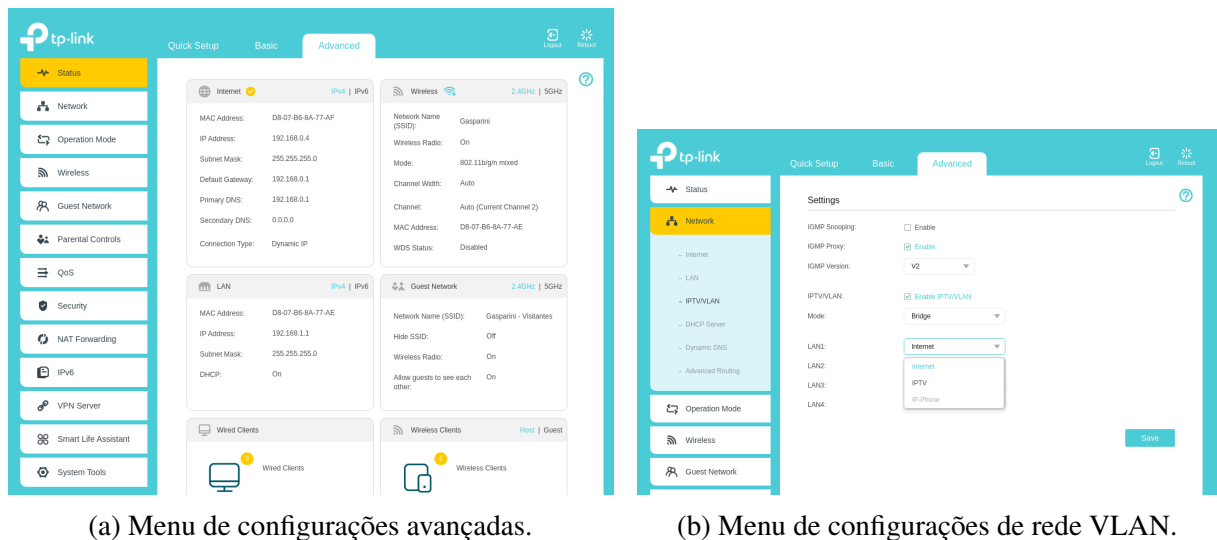 tp-link
Quick Setup Basic Advanced
Logout Reboot
Status
Network
Operation Mode
Wireless
Guest Network
Parental Controls
QoS
Security
NAT Forwarding
IPv6
VPN Server
Smart Life Assistant
System Tools
Internet IPv4 | IPv6
MAC Address: D8-07-B6-8A-77-AF
IP Address: 192.168.0.4
Subnet Mask: 255.255.255.0
Default Gateway: 192.168.0.1
Primary DNS: 192.168.0.1
Secondary DNS: 0.0.0.0
Connection Type: Dynamic IP
Wireless 2.4GHz | 5GHz
Network Name
(SSID): Gasparini
Wireless Radio: On
Mode: 802.11b/g/n mixed
Channel Width: Auto
Channel: Auto (Current Channel 2)
MAC Address: D8-07-B6-8A-77-AE
WDS Status: Disabled
LAN IPv4 | IPv6
MAC Address: D8-07-B6-8A-77-AE
IP Address: 192.168.1.1
Subnet Mask: 255.255.255.0
DHCP: On
Guest Network 2.4GHz | 5GHz
Network Name (SSID): Gasparini - Visitantes
Hide SSID: Off
Wireless Radio: On
Allow guests to see each On
other:
Wired Clients
0
Wired Clients
Wireless Clients Host | Guest
Wireless Clients
(a) Menu de configurações avançadas.
tp-link
Quick Setup Basic Advanced
Logout Reboot
Status
Network
- Internet
- LAN
- IPTV/VLAN
- DHCP Server
- Dynamic DNS
- Advanced Routing
Operation Mode
Wireless
Guest Network
Settings
IGMP Snooping: Enable
IGMP Proxy: Enable
IGMP Version: V2
IPTV/VLAN: Enable IPTV/VLAN
Mode: Bridge
LAN1: Internet
LAN2: Internet
LAN3: IPTV
LAN4: IP-Phone
Save
(b) Menu de configurações de rede VLAN.